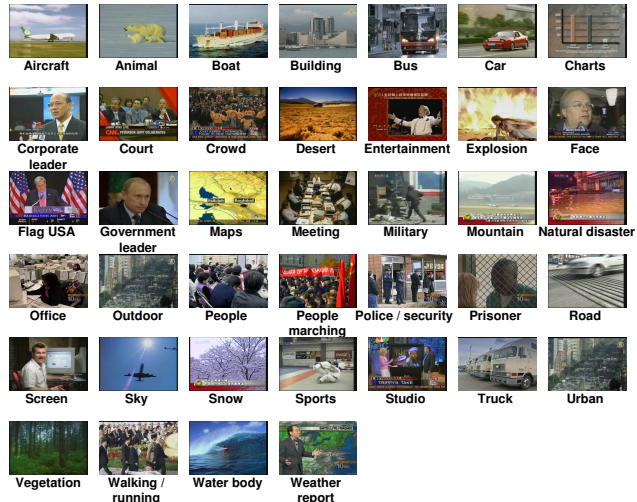 Aircraft
Animal
Boat
Building
Bus
Car
Charts
Corporate
leader
Court
Crowd
Desert
Entertainment
Explosion
Face
Flag USA
Government
leader
Maps
Meeting
Military
Mountain
Natural disaster
Office
Outdoor
People
People
marching
Police / security
Prisoner
Road
Screen
Sky
Snow
Sports
Studio
Truck
Urban
Vegetation
Walking /
running
Water body
Weather
report